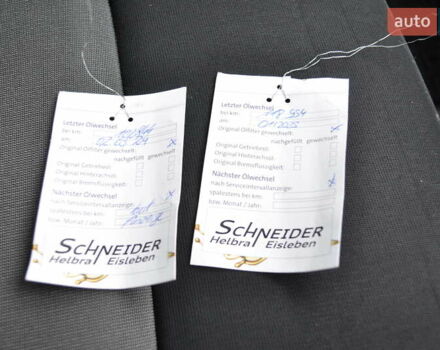 auto
Letzter Ölwechsel
bei km:
am: 02.05.24
Original Ölfilter gewechselt: x
nachgefüllt gewechselt
Original Getriebeöl:
Original Hinterachsöl:
Original Bremsflüssigkeit:
Nächster Ölwechsel
nach Serviceintervallanzeige: x
spätestens bei km:
bzw. Monat / Jahr:
SCHNEIDER
Helbra Eisleben
Letzter Ölwechsel
bei km:
am:
Original Ölfilter gewechselt: x
nachgefüllt gewechselt
Original Getriebeöl:
Original Hinterachsöl:
Original Bremsflüssigkeit:
Nächster Ölwechsel
nach Serviceintervallanzeige: x
spätestens bei km:
bzw. Monat / Jahr:
SCHNEIDER
Helbra Eisleben